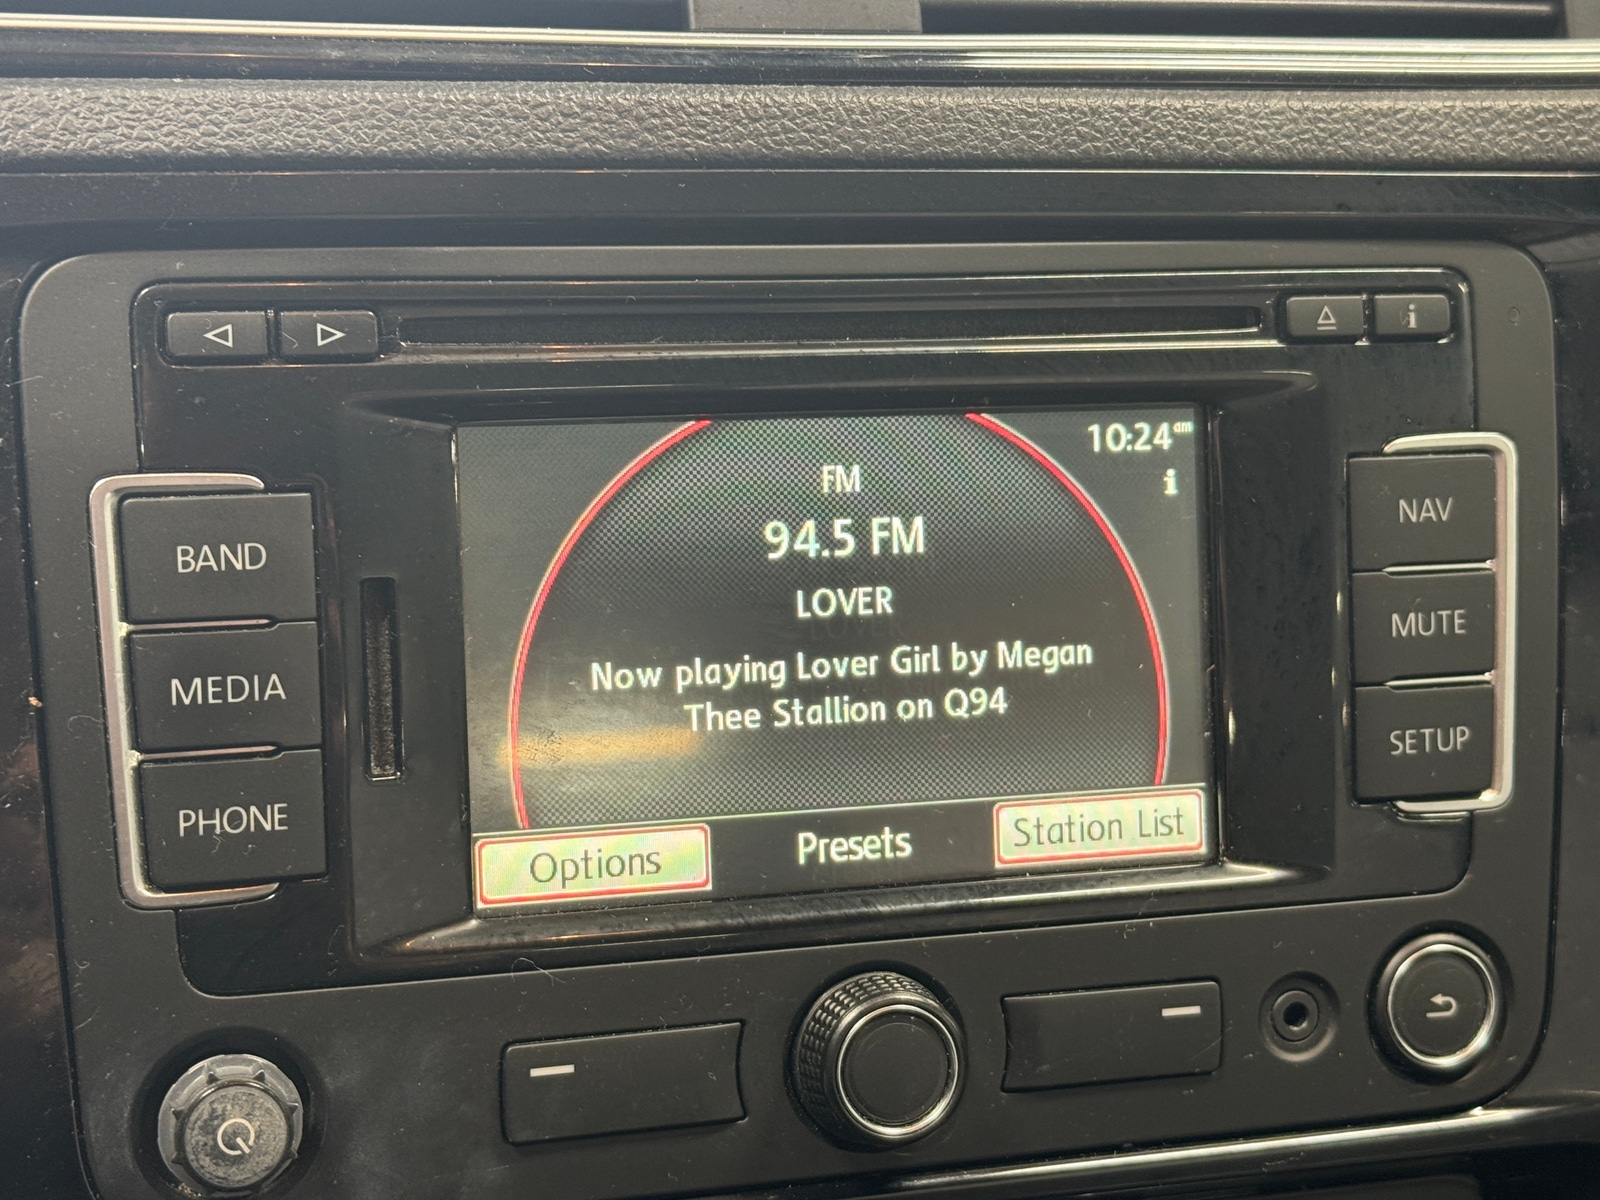 i
10:24am
i
FM
94.5 FM
LOVER
Now playing Lover Girl by Megan
Thee Stallion on Q94
Options
Presets
Station List
BAND
MEDIA
PHONE
NAV
MUTE
SETUP